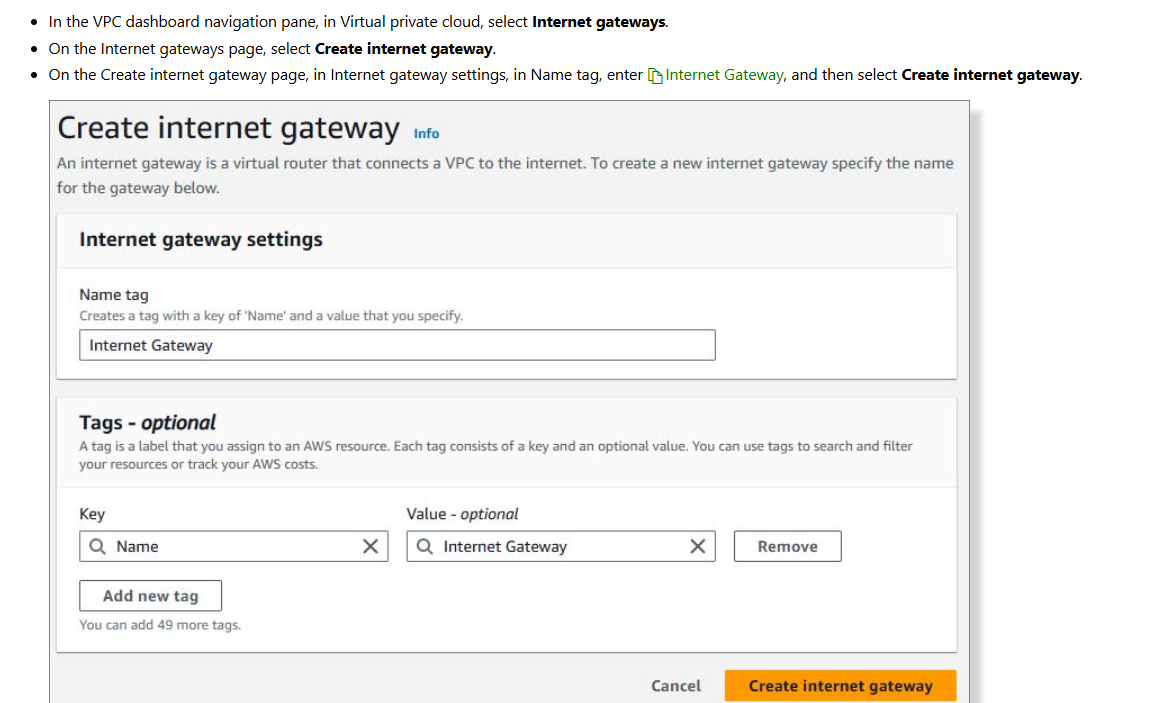 In the VPC dashboard navigation pane, in Virtual private cloud, select Internet gateways.
On the Internet gateways page, select Create internet gateway.
On the Create internet gateway page, in Internet gateway settings, in Name tag, enter Internet Gateway, and then select Create internet gateway.
Create internet gateway Info
An internet gateway is a virtual router that connects a VPC to the internet. To create a new internet gateway specify the name
for the gateway below.
Internet gateway settings
Name tag
Creates a tag with a key of 'Name' and a value that you specify.
Internet Gateway
Tags - optional
A tag is a label that you assign to an AWS resource. Each tag consists of a key and an optional value. You can use tags to search and filter
your resources or track your AWS costs.
Key Value - optional
Name Internet Gateway Remove
Add new tag
You can add 49 more tags.
Cancel Create internet gateway